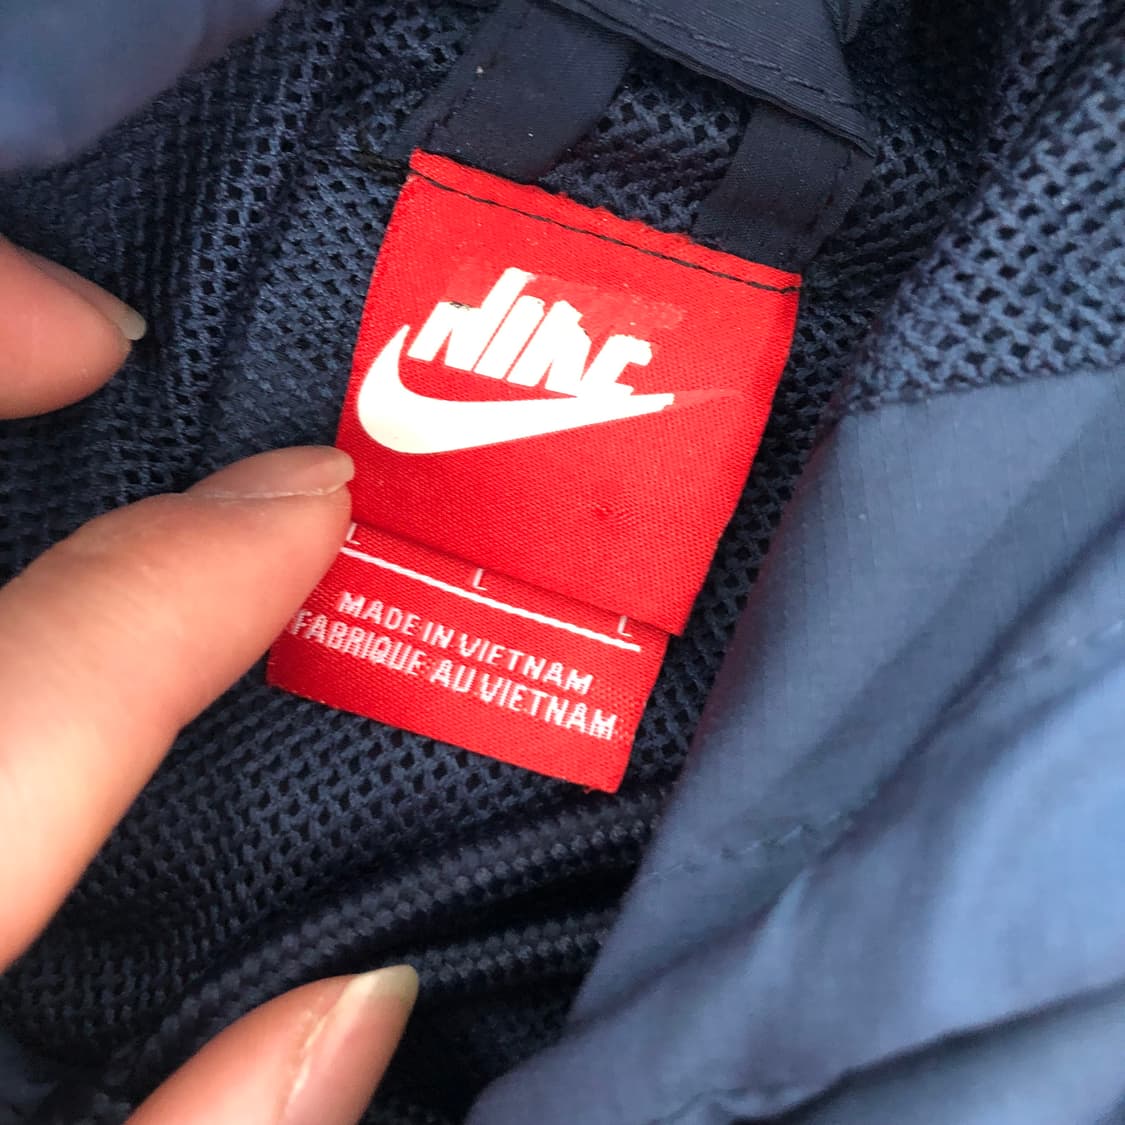 NIKE
L L L
MADE IN VIETNAM
FABRIQUE AU VIETNAM